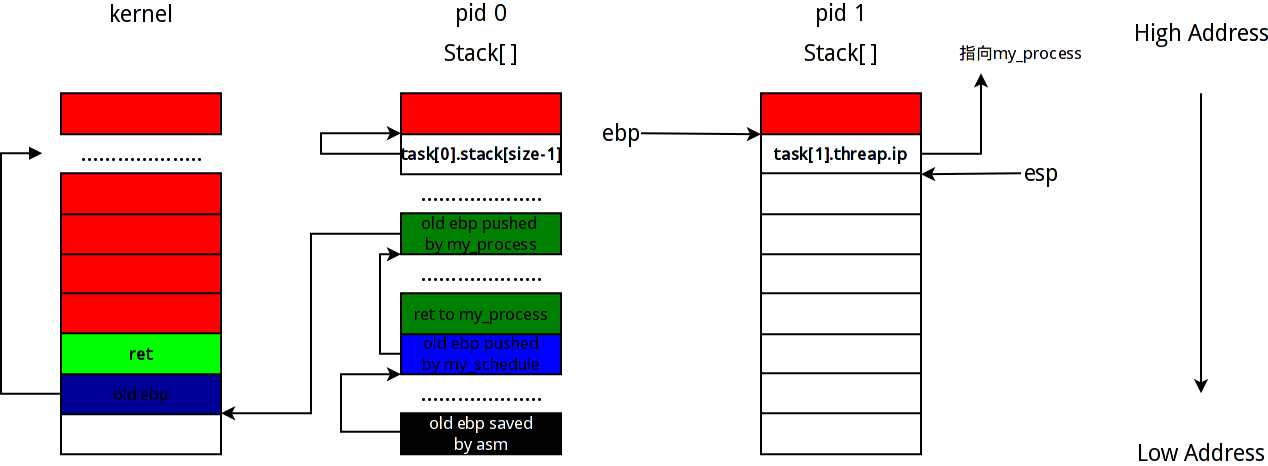 kernel
pid 0
pid 1
Stack[ ]
Stack[ ]
High Address
指向my_process
ebp
task[0].stack[size-1]
task[1].threap.ip
esp
.....................
.....................
old ebp pushed
by my_process
.....................
ret to my_process
ret
old ebp pushed
by my_schedule
old ebp
.....................
old ebp saved
by asm
Low Address